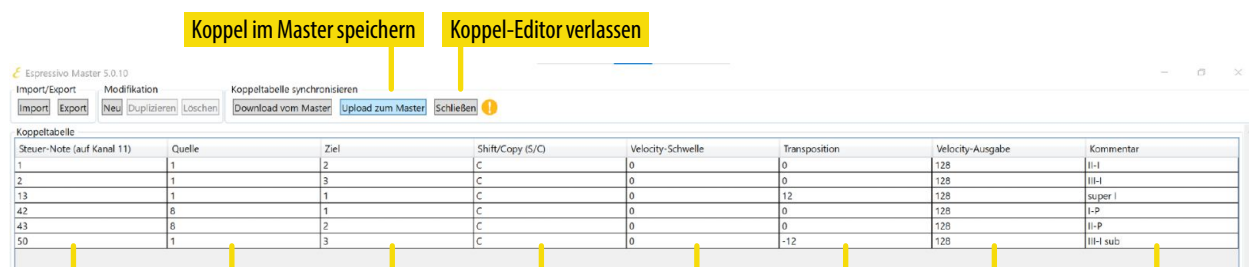 Koppel im Master speichern Koppel-Editor verlassen
Espressivo Master 5.0.10
Import/Export Modifikation Koppeltabelle synchronisieren
Import Export Neu Duplizieren Löschen Download vom Master Upload zum Master Schließen !
Koppeltabelle
Steuer-Note (auf Kanal 11) Quelle Ziel Shift/Copy (S/C) Velocity-Schwelle Transposition Velocity-Ausgabe Kommentar
1 1 2 C 0 0 128 II-I
2 1 3 C 0 0 128 III-I
13 1 1 C 0 12 128 super I
42 8 1 C 0 0 128 I-P
43 8 2 C 0 0 128 II-P
50 1 3 C 0 -12 128 III-I sub